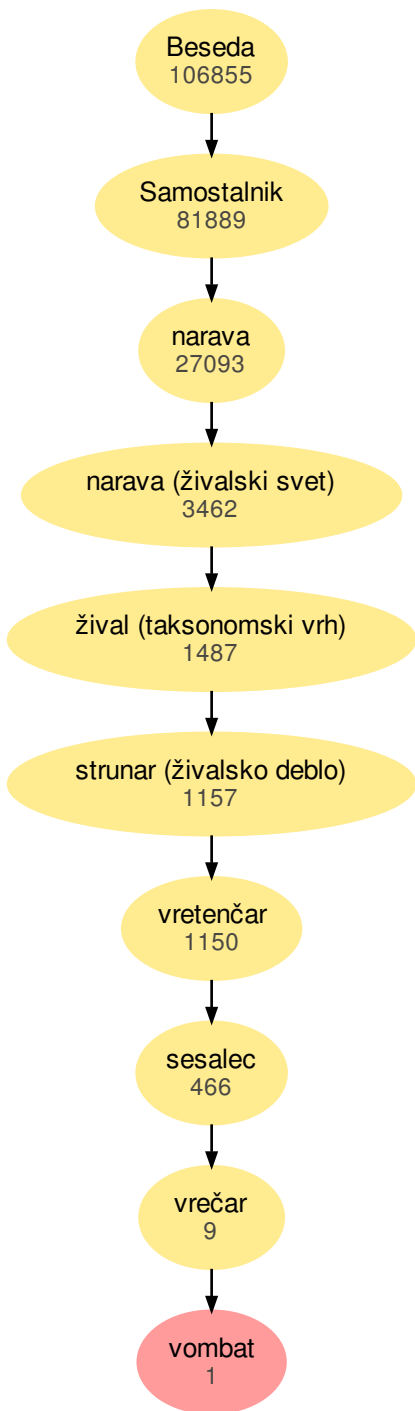 Beseda
106855
Samostalnik
81889
narava
27093
narava (živalski svet)
3462
žival (taksonomski vrh)
1487
strunar (živalsko deblo)
1157
vretenčar
1150
sesalec
466
vrečar
9
vombat
1